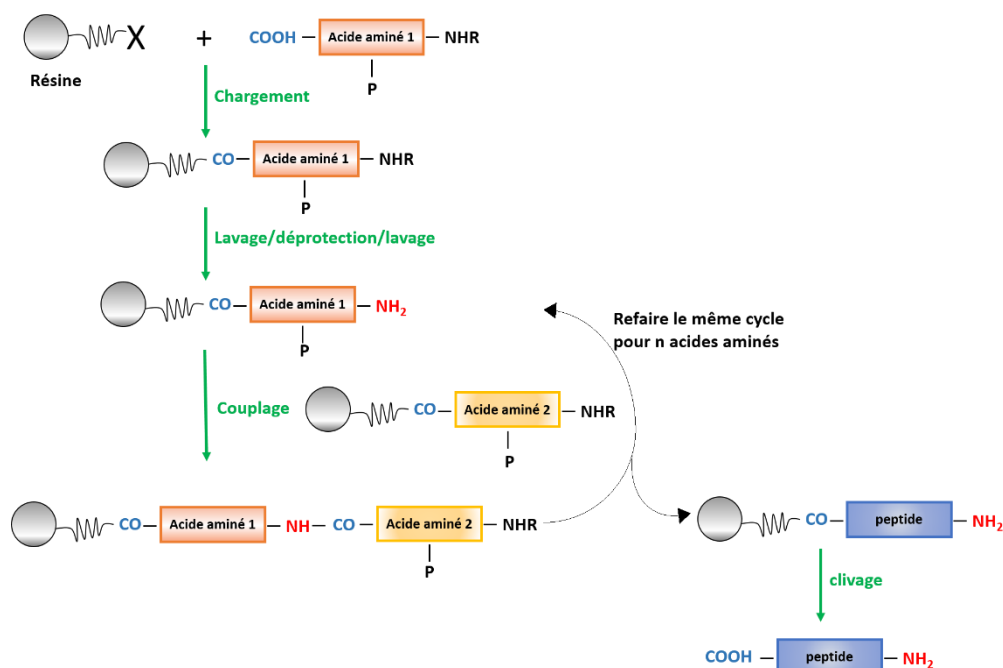 X + COOH Acide aminé 1 NHR
Résine
P
Chargement
CO Acide aminé 1 NHR
P
Lavage/déprotection/lavage
CO Acide aminé 1 NH₂
P
Refaire le même cycle
pour n acides aminés
Couplage
CO Acide aminé 2 NHR
P
CO Acide aminé 1 NH CO Acide aminé 2 NHR
P
CO peptide NH₂
clivage
COOH peptide NH₂